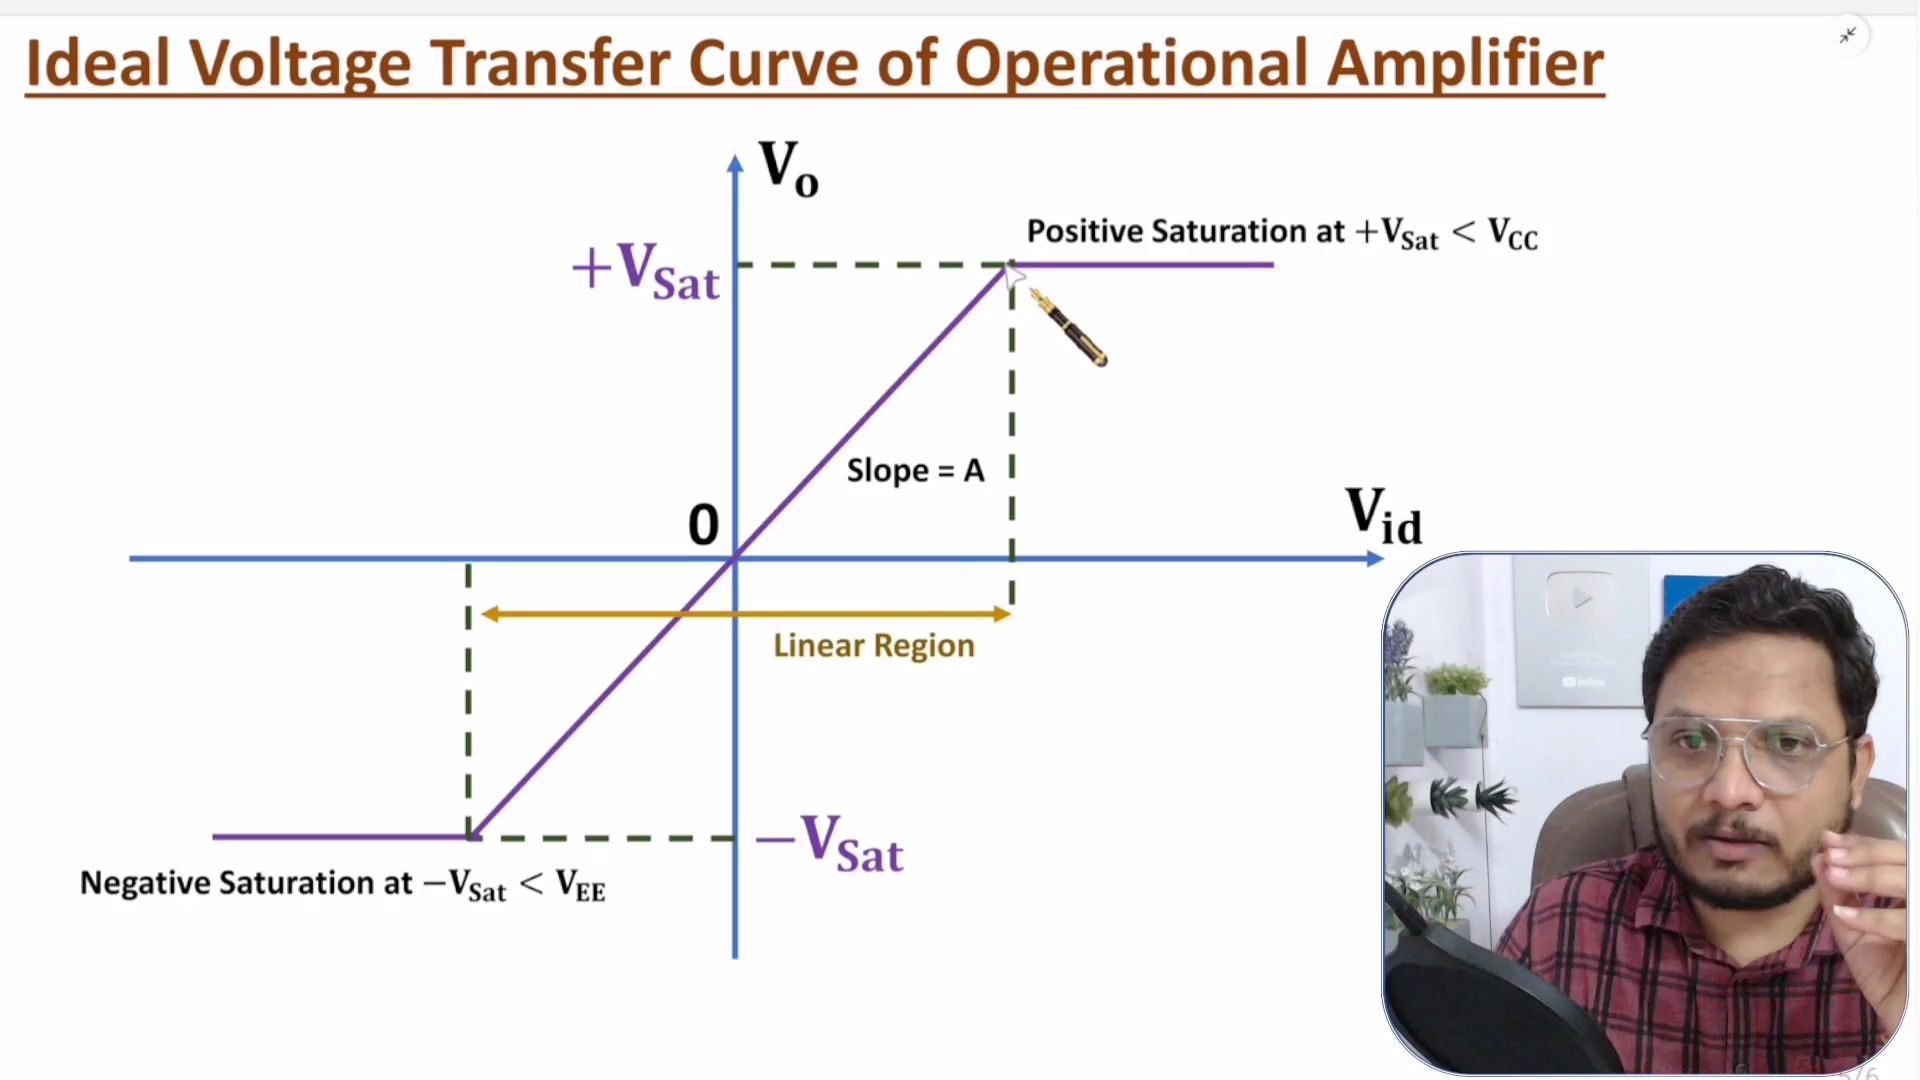 Ideal Voltage Transfer Curve of Operational Amplifier
Vo
Positive Saturation at +VSat < VCC
+VSat
Slope = A
0
Vid
Linear Region
−VSat
Negative Saturation at −VSat < VEE